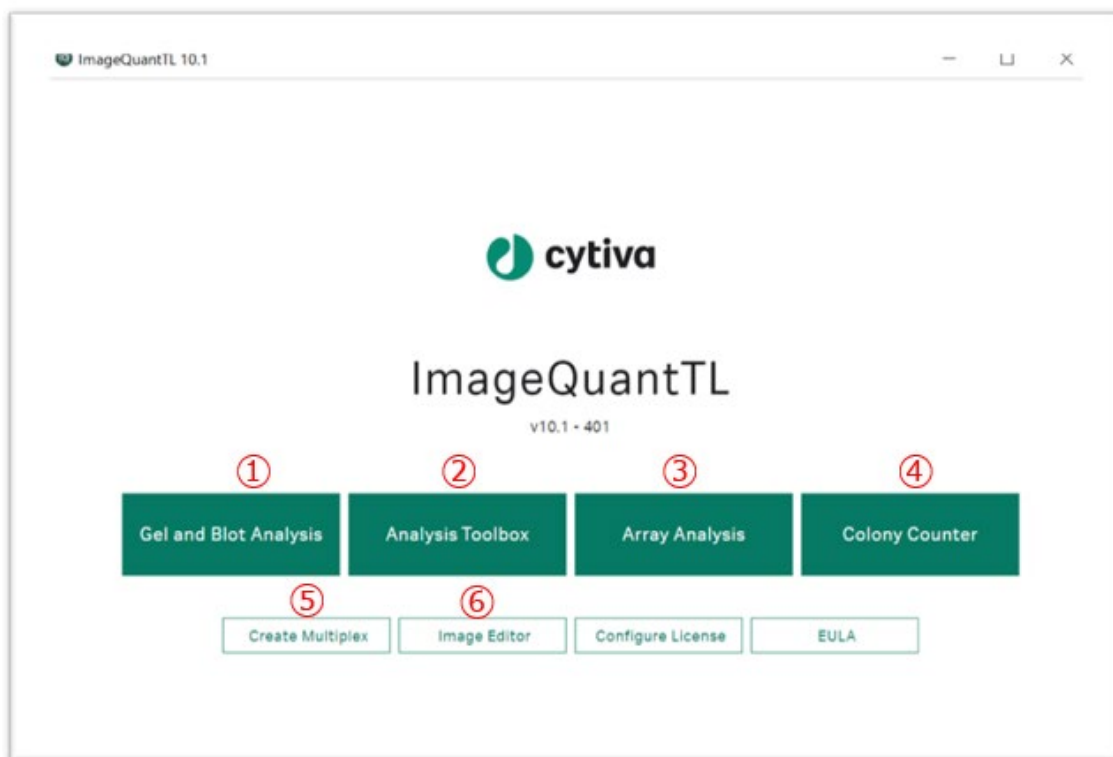 ImageQuantTL 10.1
cytiva
ImageQuantTL
v10.1 - 401
① ② ③ ④
Gel and Blot Analysis Analysis Toolbox Array Analysis Colony Counter
⑤ ⑥
Create Multiplex Image Editor Configure License EULA